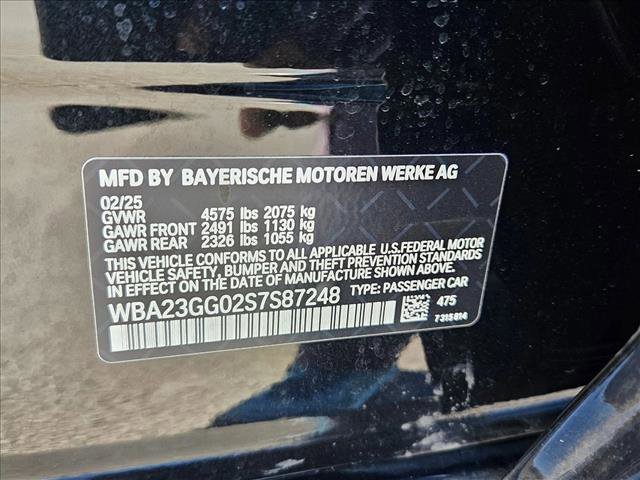 MFD BY BAYERISCHE MOTOREN WERKE AG
02/25
GVWR 4575 lbs 2075 kg
GAWR FRONT 2491 lbs 1130 kg
GAWR REAR 2326 lbs 1055 kg
THIS VEHICLE CONFORMS TO ALL APPLICABLE U.S.FEDERAL MOTOR
VEHICLE SAFETY, BUMPER, AND THEFT PREVENTION STANDARDS
IN EFFECT ON THE DATE OF MANUFACTURE SHOWN ABOVE.
WBA23GG02S7S87248 TYPE: PASSENGER CAR
475
7315814